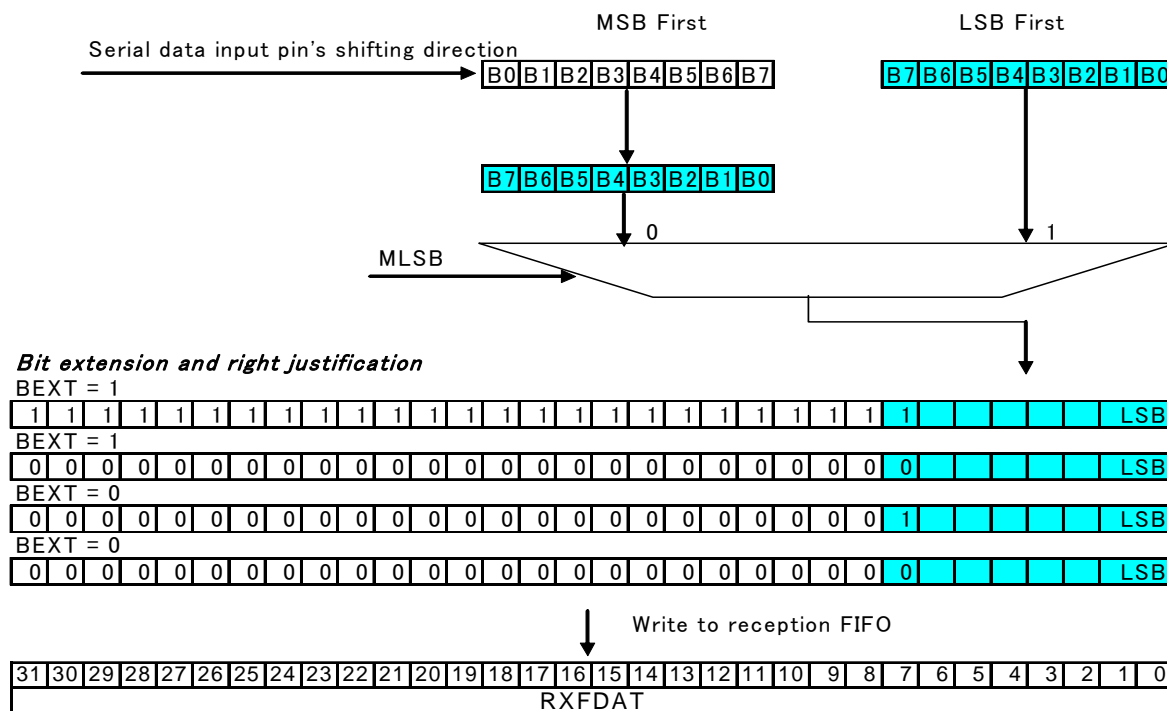 MSB First LSB First
Serial data input pin's shifting direction
B0 B1 B2 B3 B4 B5 B6 B7 B7 B6 B5 B4 B3 B2 B1 B0
B7 B6 B5 B4 B3 B2 B1 B0
0 1
MLSB
Bit extension and right justification
BEXT = 1
1 1 1 1 1 1 1 1 1 1 1 1 1 1 1 1 1 1 1 1 1 1 1 1 1 LSB
BEXT = 1
0 0 0 0 0 0 0 0 0 0 0 0 0 0 0 0 0 0 0 0 0 0 0 0 0 LSB
BEXT = 0
0 0 0 0 0 0 0 0 0 0 0 0 0 0 0 0 0 0 0 0 0 0 0 0 1 LSB
BEXT = 0
0 0 0 0 0 0 0 0 0 0 0 0 0 0 0 0 0 0 0 0 0 0 0 0 0 LSB
Write to reception FIFO
31 30 29 28 27 26 25 24 23 22 21 20 19 18 17 16 15 14 13 12 11 10 9 8 7 6 5 4 3 2 1 0
RXFDAT